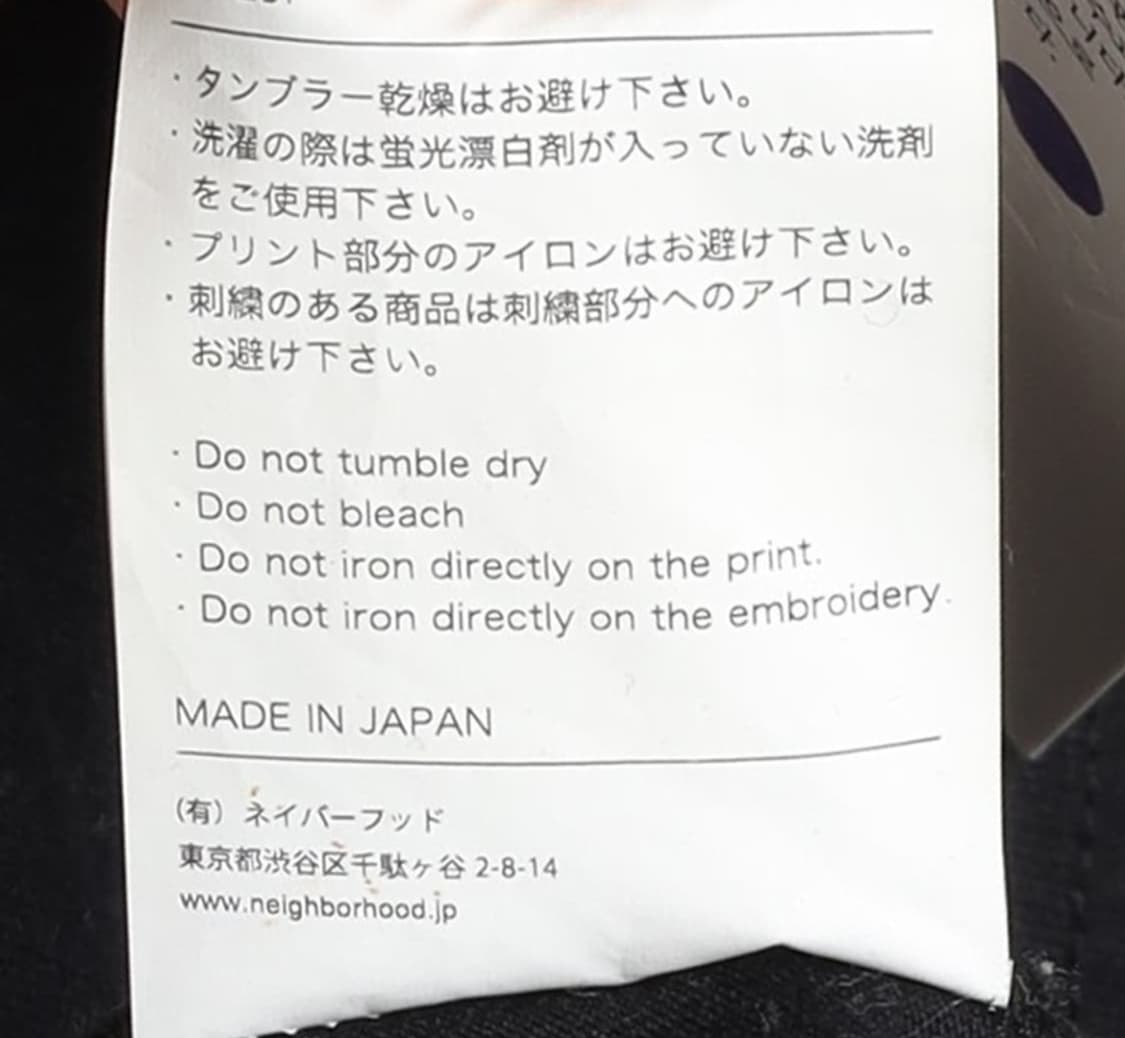 ・タンブラー乾燥はお避け下さい。
・洗濯の際は蛍光漂白剤が入っていない洗剤
をご使用下さい。
・プリント部分のアイロンはお避け下さい。
・刺繍のある商品は刺繍部分へのアイロンは
お避け下さい。
・Do not tumble dry
・Do not bleach
・Do not iron directly on the print.
・Do not iron directly on the embroidery.
MADE IN JAPAN
(有) ネイバーフッド
東京都渋谷区千駄ヶ谷 2-8-14
www.neighborhood.jp